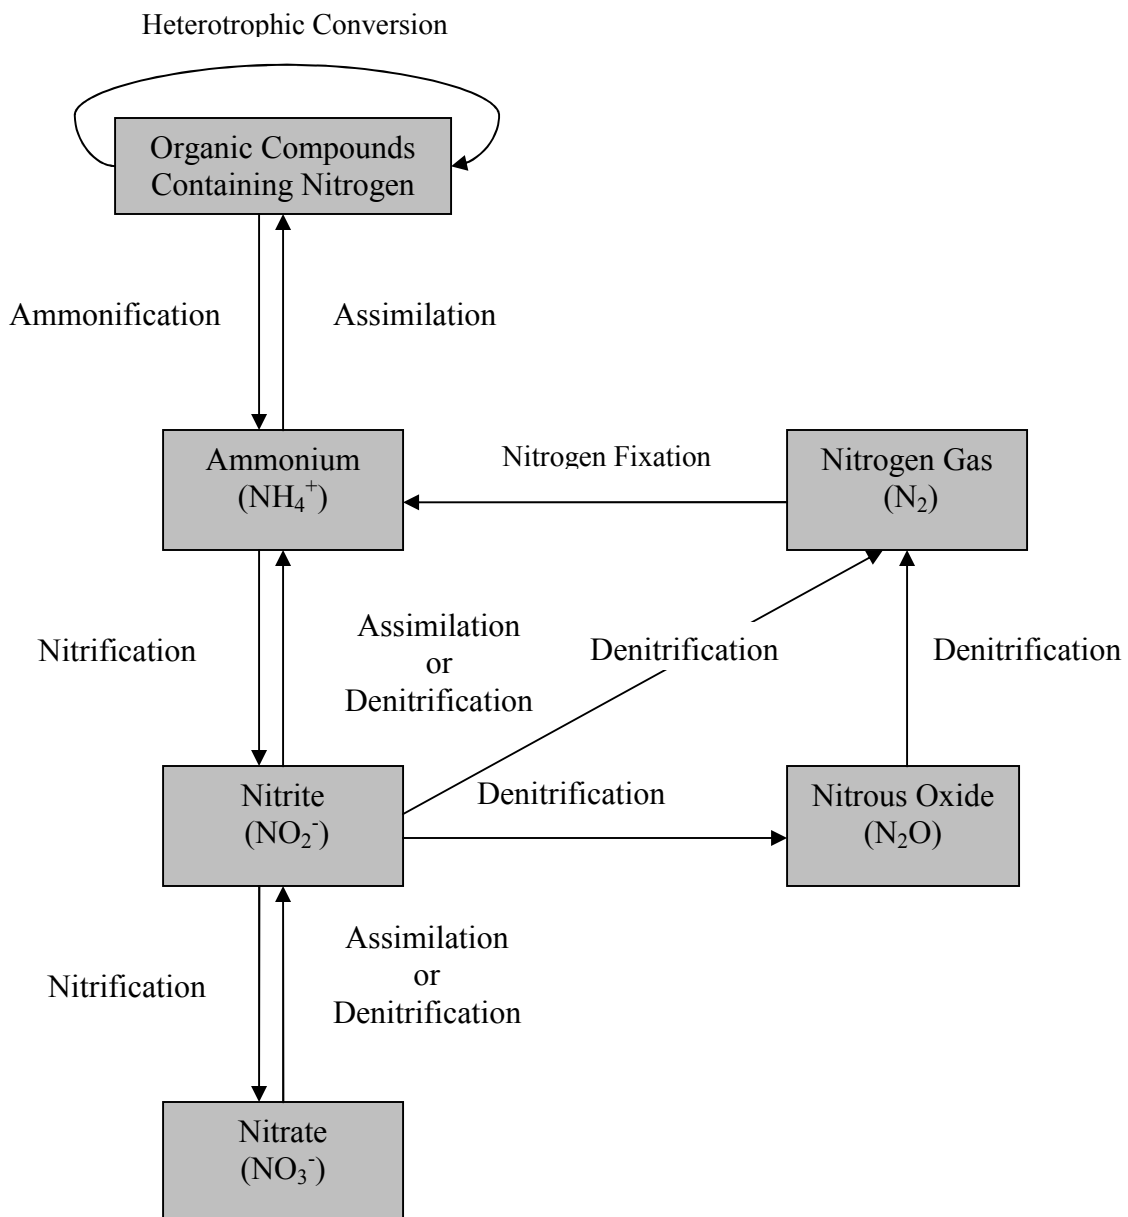 Heterotrophic Conversion
Organic Compounds
Containing Nitrogen
Ammonification
Assimilation
Ammonium
(NH₄⁺)
Nitrogen Fixation
Nitrogen Gas
(N₂)
Nitrification
Assimilation
or
Denitrification
Denitrification
Denitrification
Nitrite
(NO₂⁻)
Denitrification
Nitrous Oxide
(N₂O)
Nitrification
Assimilation
or
Denitrification
Nitrate
(NO₃⁻)